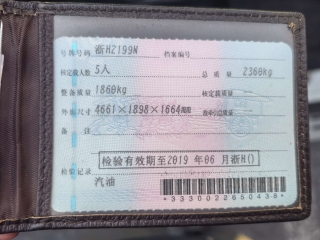 号牌号码 浙HZ199N 档案编号
核定载人数 5人 总质量 2360kg
整备质量 1860kg 核定载质量
外廓尺寸 4661×1898×1664mm 准牵引总质量
备注
检验有效期至2019 年06 月浙H()
检验记录
汽油
*3330022650438*